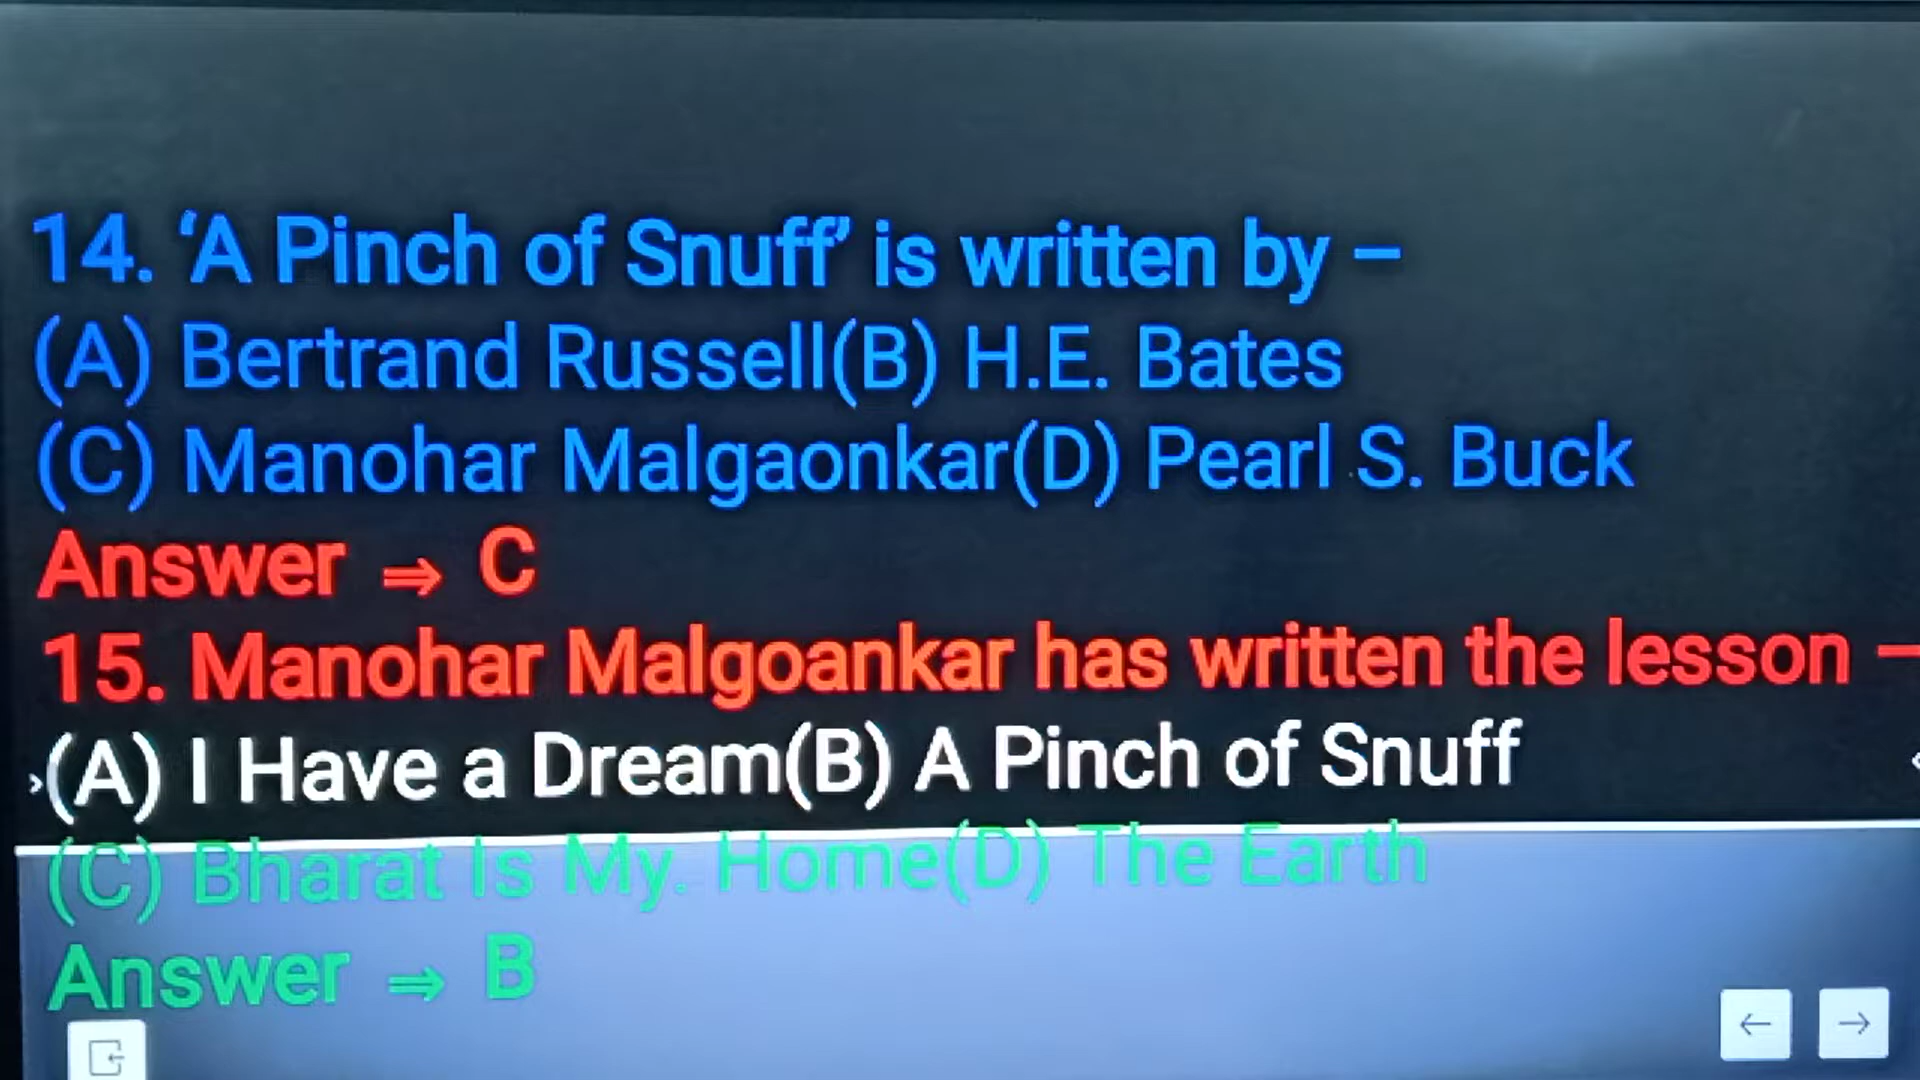 14. ‘A Pinch of Snuff’ is written by –
(A) Bertrand Russell(B) H.E. Bates
(C) Manohar Malgaonkar(D) Pearl S. Buck
Answer ⇒ C
15. Manohar Malgoankar has written the lesson –
(A) I Have a Dream(B) A Pinch of Snuff
(C) Bharat Is My. Home(D) The Earth
Answer ⇒ B